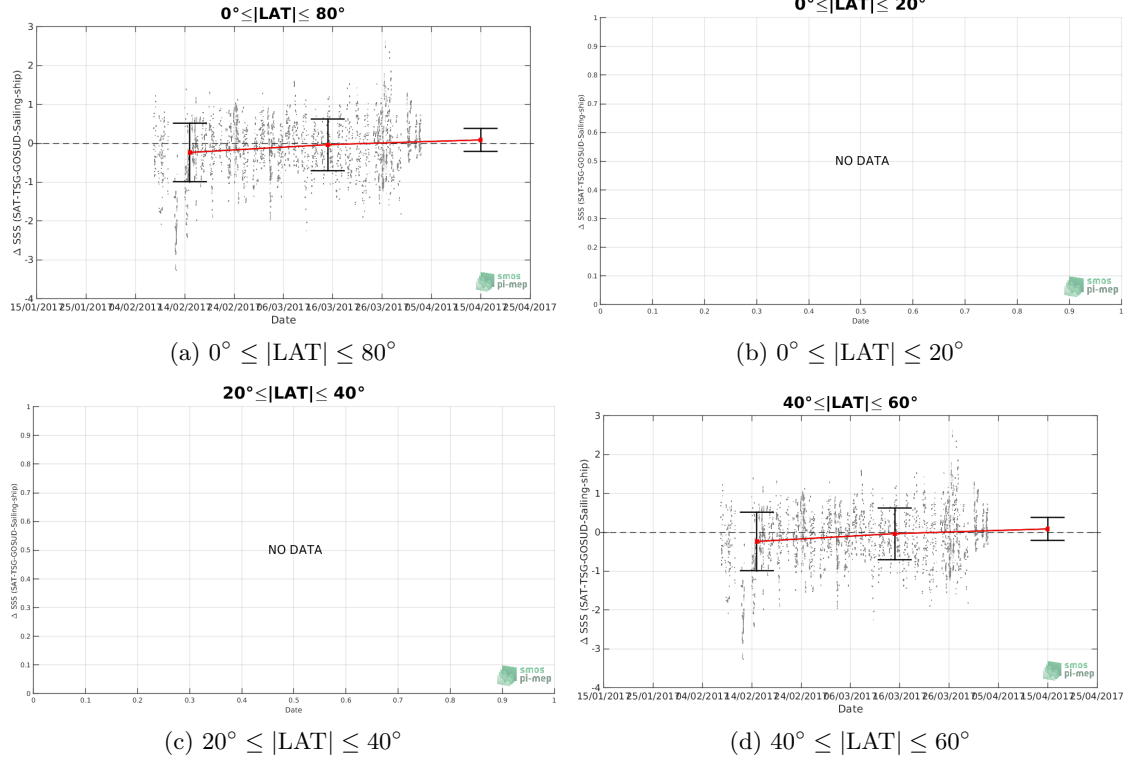 0°≤|LAT|≤ 80°
3
2
1
0
-1
-2
-3
-4
Δ SSS (SAT-TSG-GOSUD-Sailing-ship)
15/01/2017 25/01/2017 04/02/2017 14/02/2017 24/02/2017 06/03/2017 16/03/2017 26/03/2017 05/04/2017 15/04/2017 25/04/2017
Date
smos
pi-mep
(a) 0° ≤ |LAT| ≤ 80°
0°≤|LAT|≤ 20°
1
0.9
0.8
0.7
0.6
0.5
0.4
0.3
0.2
0.1
0
Δ SSS (SAT-TSG-GOSUD-Sailing-ship)
NO DATA
0 0.1 0.2 0.3 0.4 0.5 0.6 0.7 0.8 0.9 1
Date
smos
pi-mep
(b) 0° ≤ |LAT| ≤ 20°
20°≤|LAT|≤ 40°
1
0.9
0.8
0.7
0.6
0.5
0.4
0.3
0.2
0.1
0
Δ SSS (SAT-TSG-GOSUD-Sailing-ship)
NO DATA
0 0.1 0.2 0.3 0.4 0.5 0.6 0.7 0.8 0.9 1
Date
smos
pi-mep
(c) 20° ≤ |LAT| ≤ 40°
40°≤|LAT|≤ 60°
3
2
1
0
-1
-2
-3
-4
Δ SSS (SAT-TSG-GOSUD-Sailing-ship)
15/01/2017 25/01/2017 04/02/2017 14/02/2017 24/02/2017 06/03/2017 16/03/2017 26/03/2017 05/04/2017 15/04/2017 25/04/2017
Date
smos
pi-mep
(d) 40° ≤ |LAT| ≤ 60°